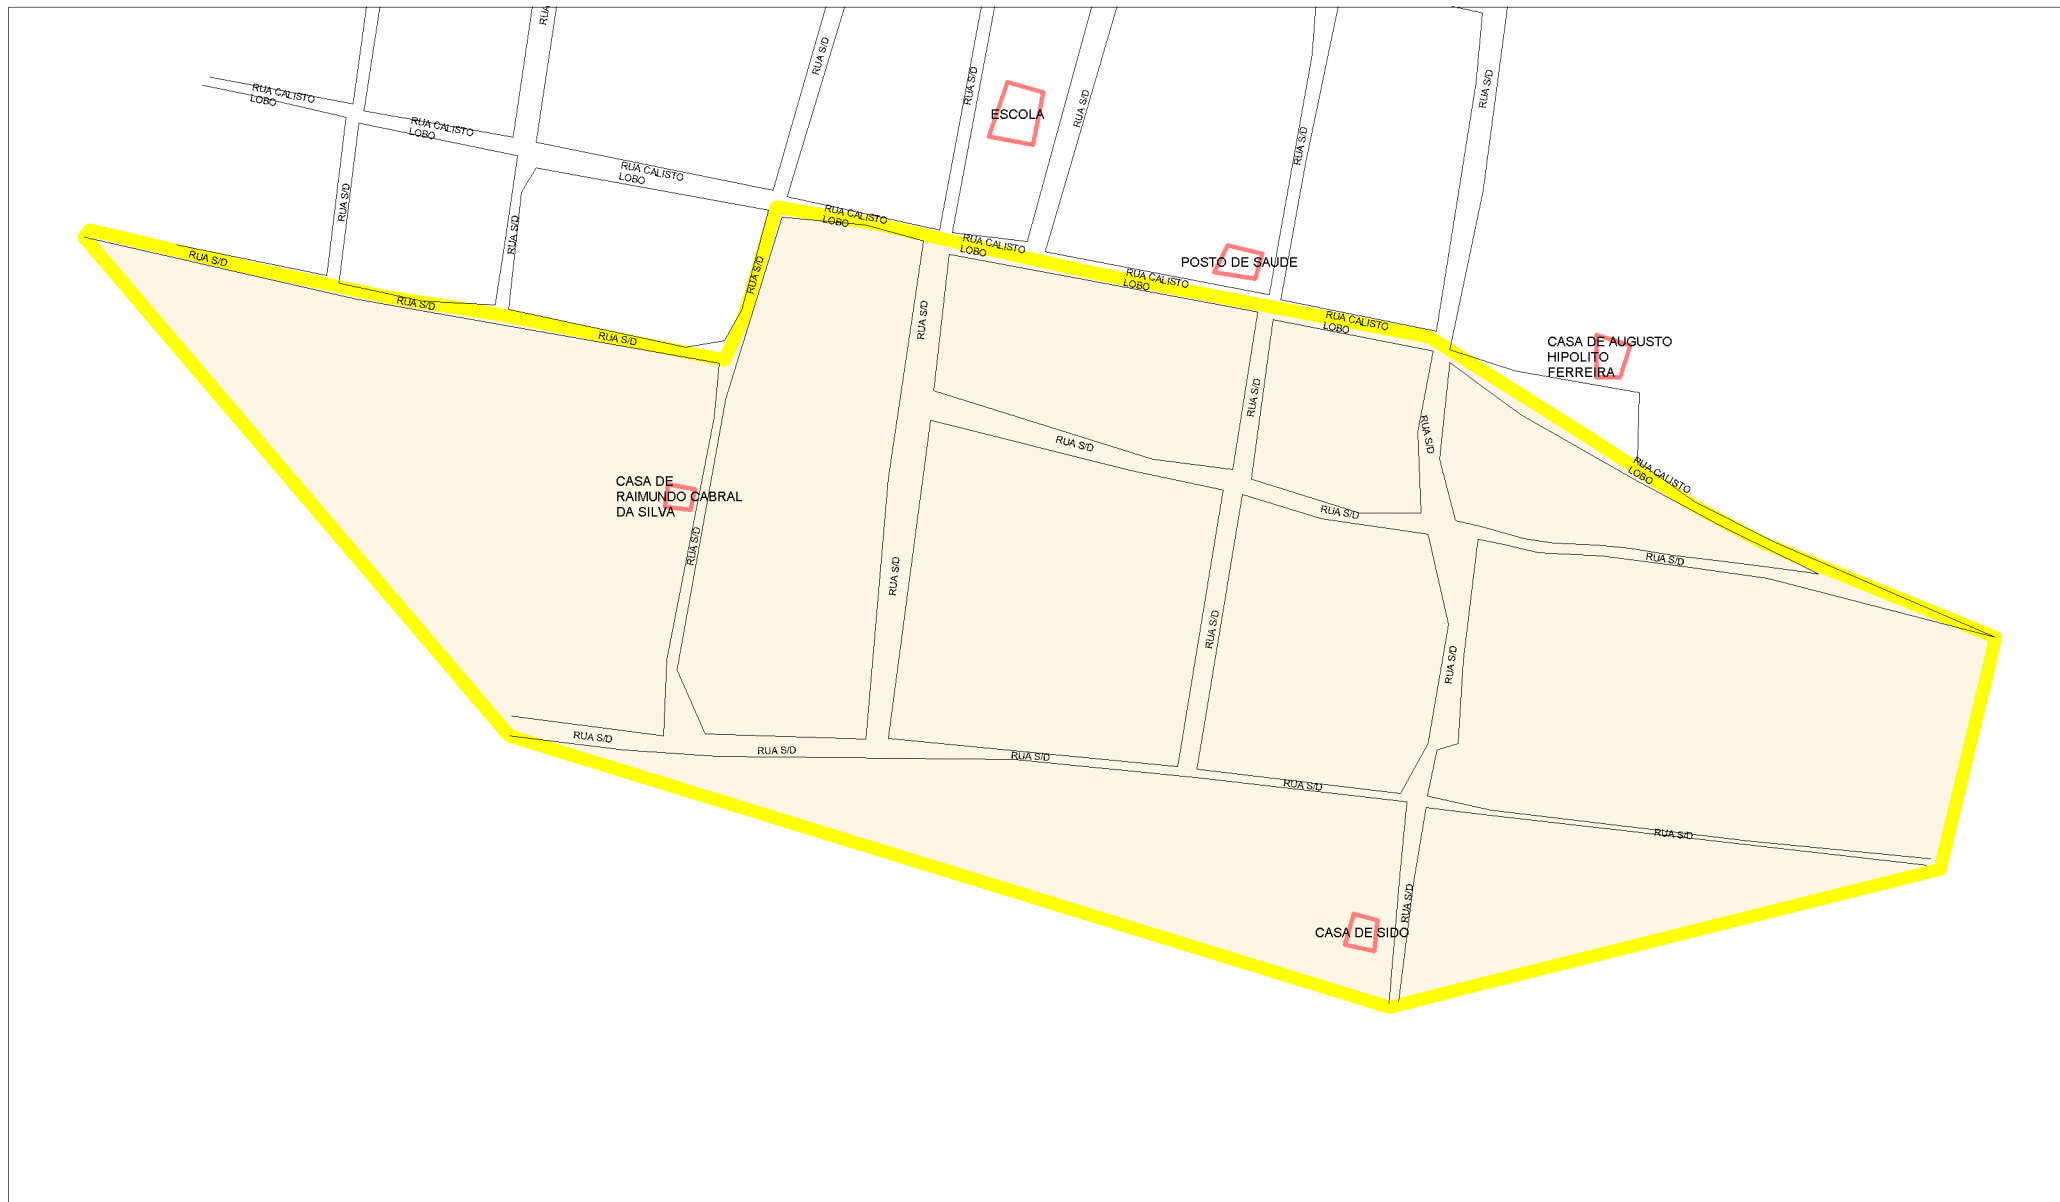 RUA
RUA S/D
RUA S/D
RUA S/D
RUA S/D
RUA S/D
RUA CALISTO
LOBO
ESCOLA
RUA CALISTO
LOBO
RUA S/D
RUA CALISTO
LOBO
RUA S/D
RUA S/D
RUA CALISTO
LOBO
RUA CALISTO
LOBO
RUA S/D
POSTO DE SAUDE
RUA S/D
RUA CALISTO
LOBO
RUA S/D
RUA S/D
RUA CALISTO
LOBO
RUA S/D
CASA DE AUGUSTO
HIPOLITO
FERREIRA
RUA S/D
RUA S/D
RUA S/D
RUA S/D
RUA CALISTO
LOBO
CASA DE
RAIMUNDO CABRAL
DA SILVA
RUA S/D
RUA S/D
RUA S/D
RUA S/D
RUA S/D
RUA S/D
RUA S/D
RUA S/D
RUA S/D
RUA S/D
RUA S/D
RUA S/D
CASA DE SIDO